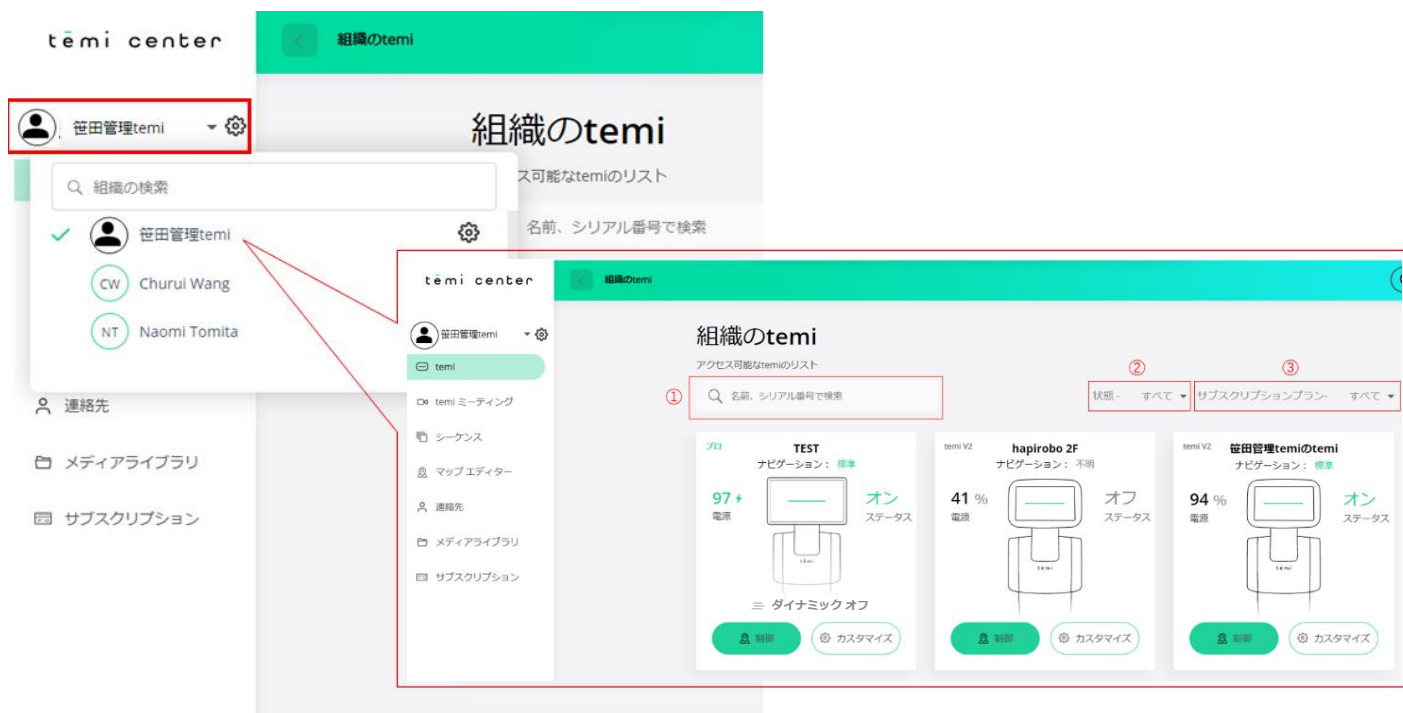 tēmi center
組織のtemi
笹田管理temi
組織のtemi
組織の検索
ス可能なtemiのリスト
笹田管理temi
名前、シリアル番号で検索
CW Churui Wang
NT Naomi Tomita
連絡先
メディアライブラリ
サブスクリプション
tēmi center
組織のtemi
笹田管理temi
組織のtemi
temi
アクセス可能なtemiのリスト
② ③
① 名前、シリアル番号で検索
状態 - すべて
サブスクリプションプラン- すべて
temi ミーティング
シーケンス
マップ エディター
連絡先
メディアライブラリ
サブスクリプション
プロ TEST
ナビゲーション： 標準
97 オン
電源 ステータス
tēmi
ダイナミック オフ
制御 カスタマイズ
temi V2 hapirobo 2F
ナビゲーション： 不明
41 % オフ
電源 ステータス
tēmi
制御 カスタマイズ
temi V2 笹田管理temiのtemi
ナビゲーション： 標準
94 % オン
電源 ステータス
tēmi
制御 カスタマイズ